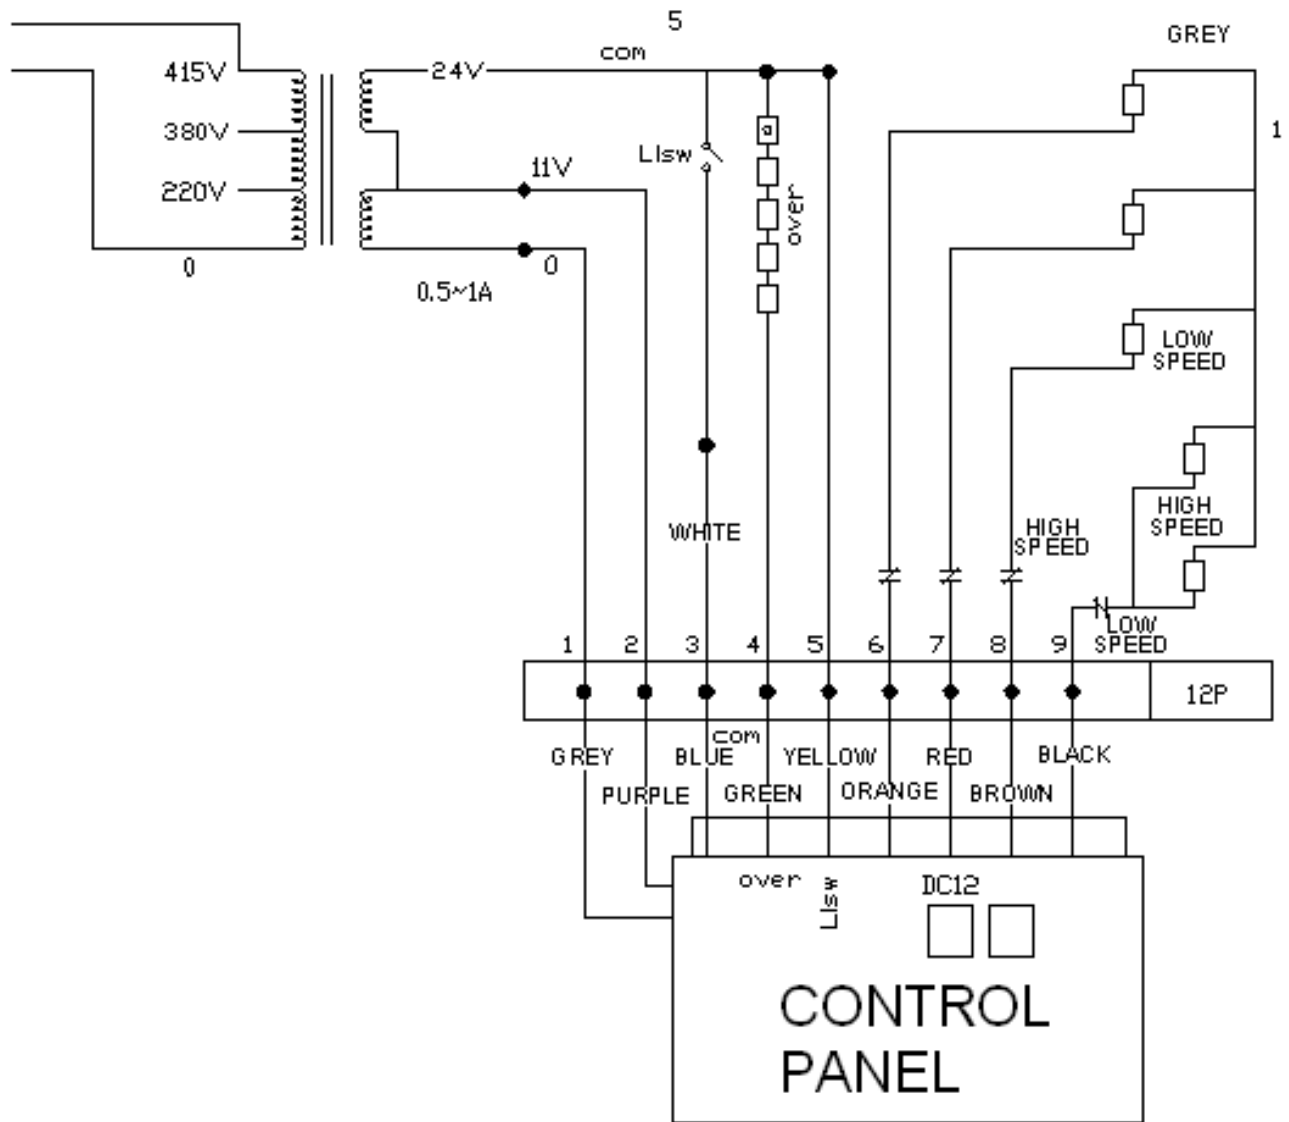 5
GREY
com
415V
24V
380V
1
LIsw
11V
220V
over
0
0
0.5~1A
LOW
SPEED
HIGH
SPEED
WHITE
HIGH
SPEED
LOW
SPEED
1 2 3 4 5 6 7 8 9
12P
com
GREY BLUE YELLOW RED BLACK
PURPLE GREEN ORANGE BROWN
over
LIsw
DC12
CONTROL
PANEL